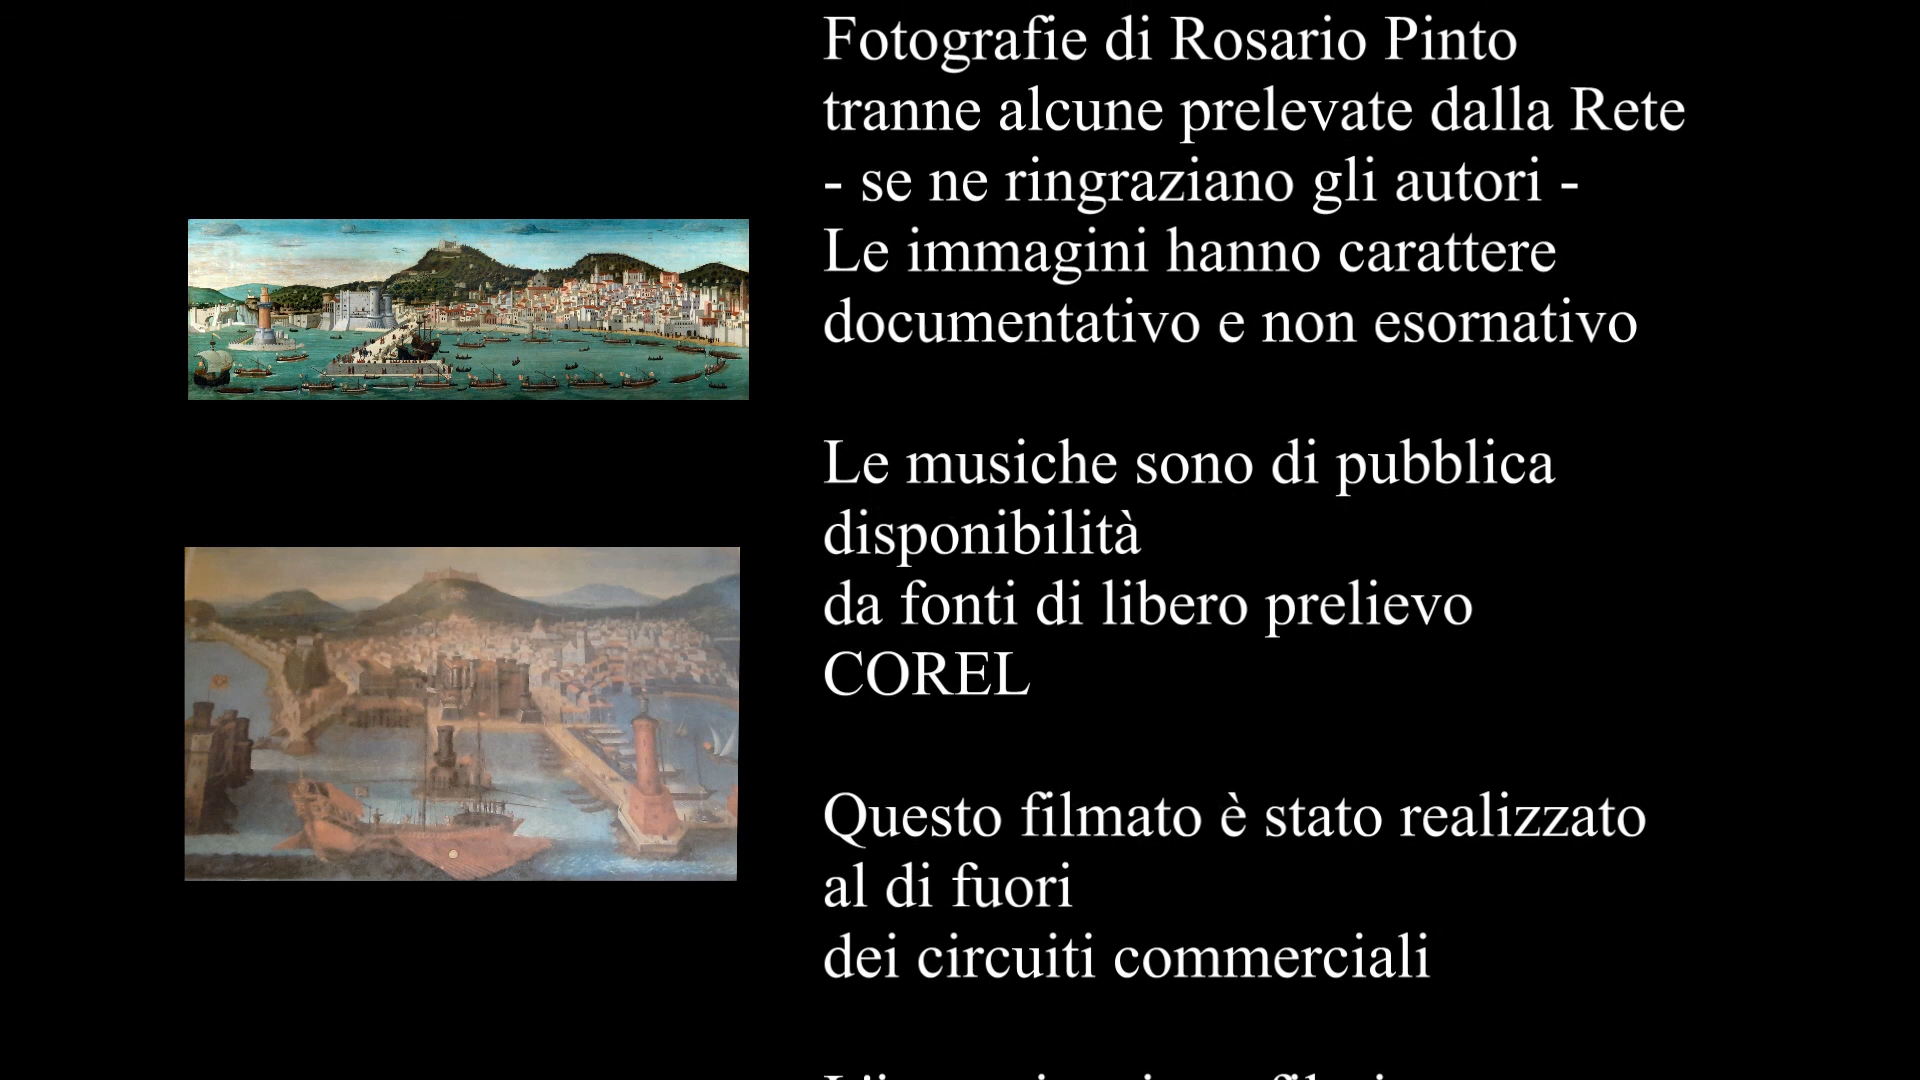 Fotografie di Rosario Pinto
tranne alcune prelevate dalla Rete
- se ne ringraziano gli autori -
Le immagini hanno carattere
documentativo e non esornativo
Le musiche sono di pubblica
disponibilità
da fonti di libero prelievo
COREL
Questo filmato è stato realizzato
al di fuori
dei circuiti commerciali